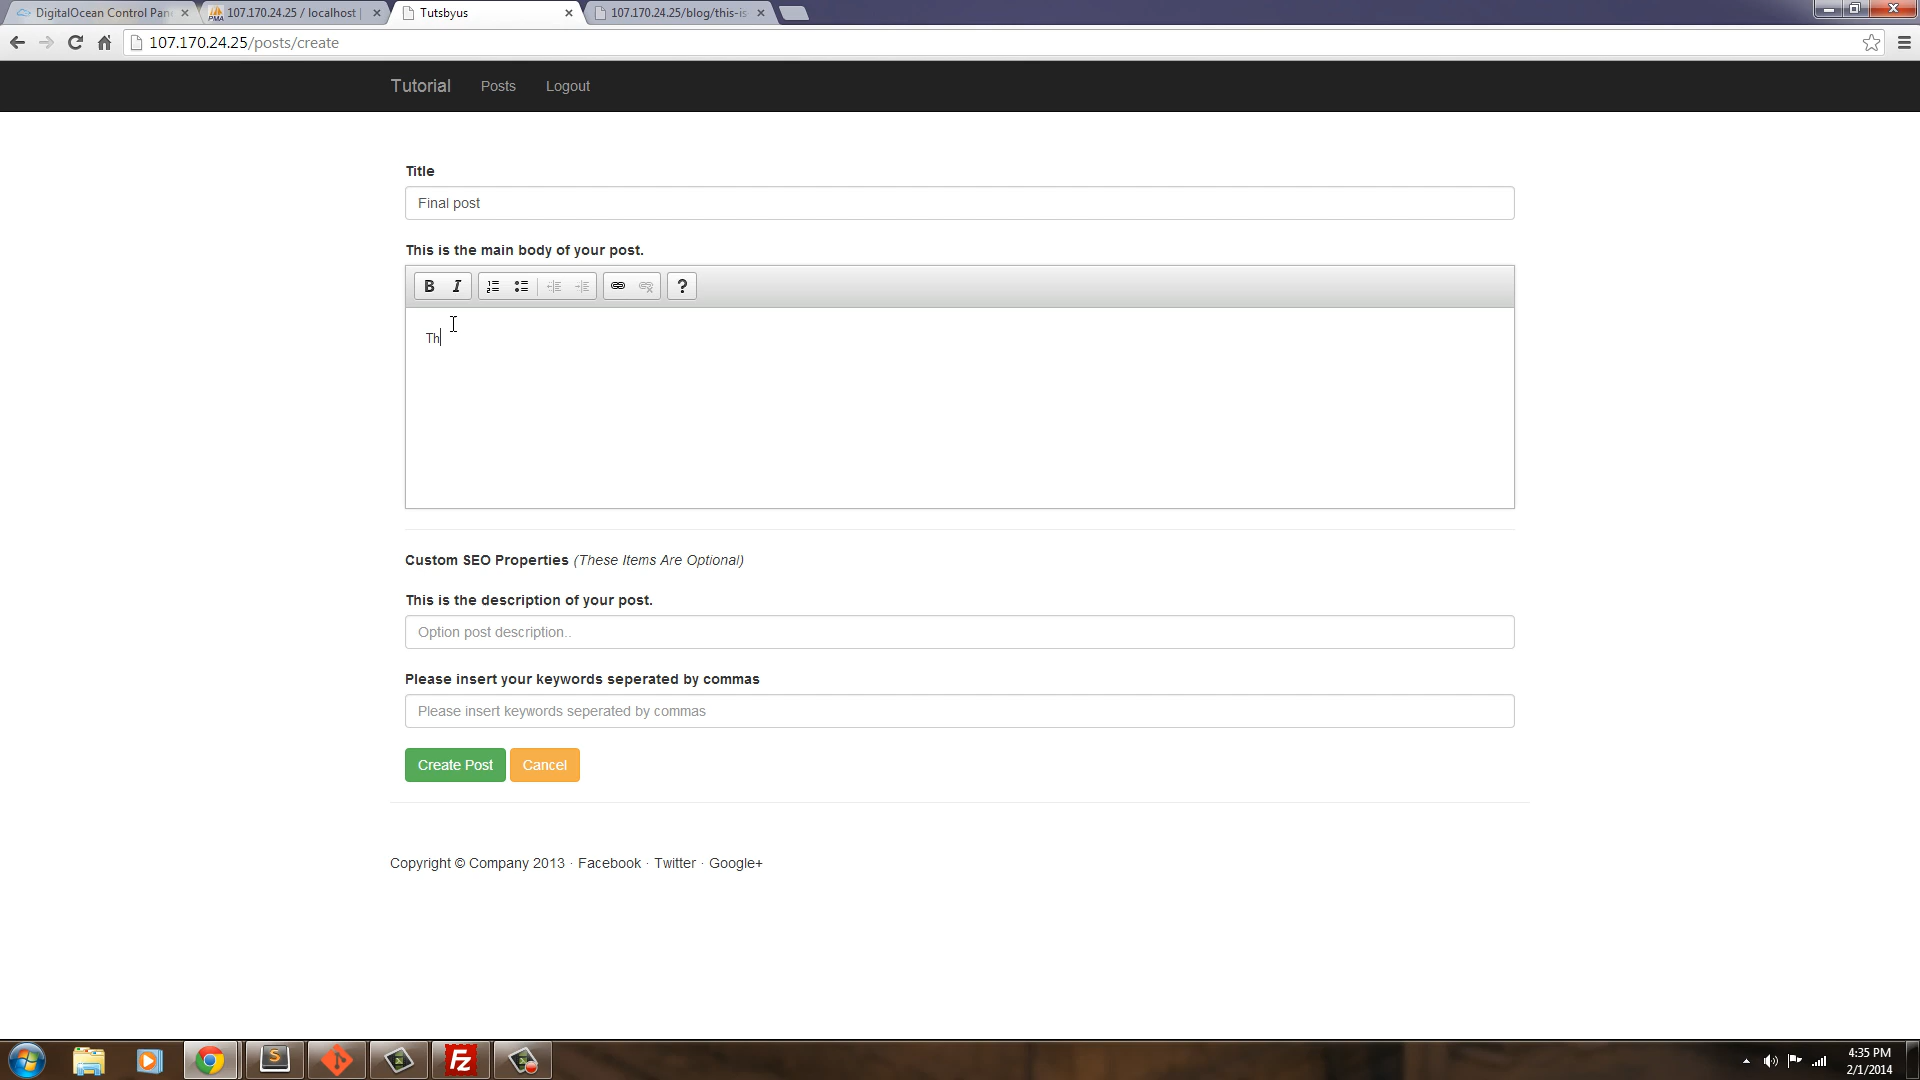 DigitalOcean Control Pan
107.170.24.25 / localhost |
Tutsbyus
107.170.24.25/blog/this-is
107.170.24.25/posts/create
Tutorial Posts Logout
Title
Final post
This is the main body of your post.
B I ?
Th
Custom SEO Properties (These Items Are Optional)
This is the description of your post.
Option post description..
Please insert your keywords seperated by commas
Please insert keywords seperated by commas
Create Post Cancel
Copyright © Company 2013 · Facebook · Twitter · Google+
4:35 PM
2/1/2014